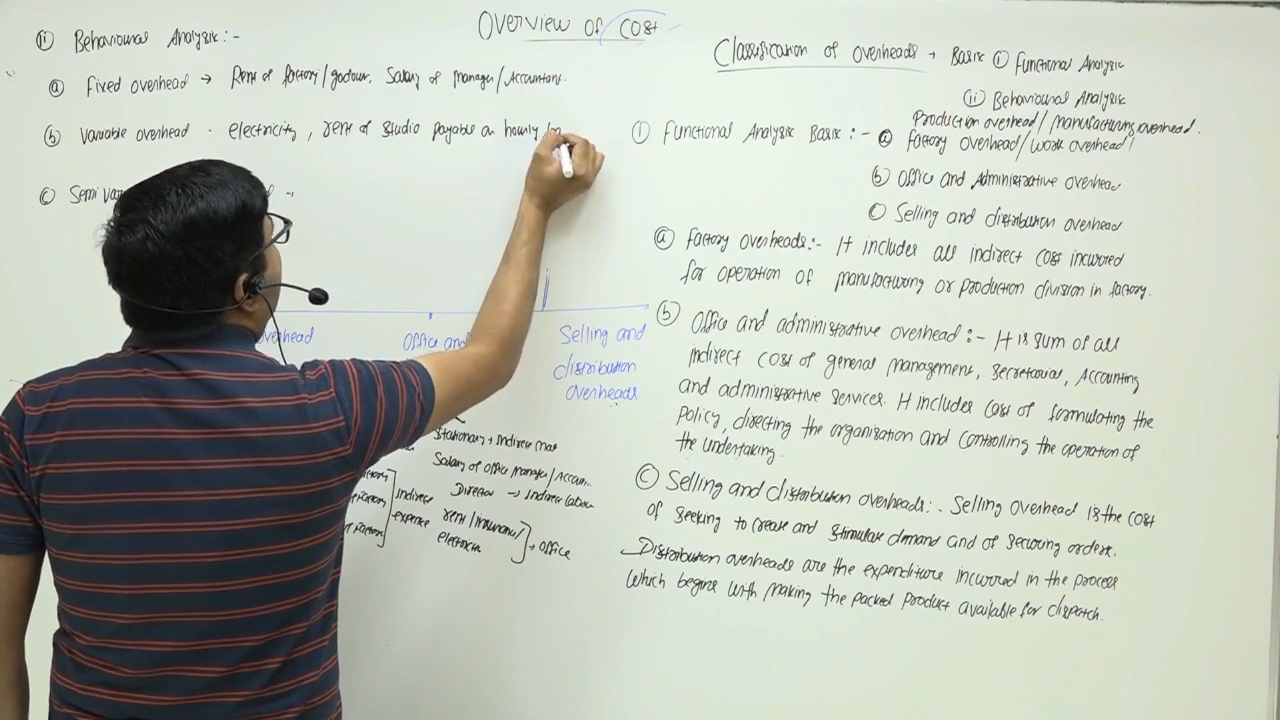 Overview of Cost
(ii) Behavioural Analysis :-
(a) Fixed overhead → Rent of factory/godown, Salary of manager/Accountant.
(b) Variable overhead - electricity, rent of studio payable on hourly
(c) Semi
overhead
Office and
Selling and
distribution
overheads.
Stationary → Indirect mat
Salary of office manager/Accoun
Director → Indirect labour
Indirect
expense
rent/insurance/
→ office
Classification of overheads → Basis (i) Functional Analysis
(ii) Behavioural Analysis
Production overhead/manufacturing overhead.
(i) Functional Analysis Basis :- (a) Factory overhead/work overhead/
(b) Office and Administrative overhead
(c) Selling and distribution overhead
(a) Factory overheads:- It includes all indirect cost incurred
for operation of manufacturing or production division in factory.
(b) Office and administrative overhead :- It is sum of all
indirect cost of general management, secretarial, Accounting
and administrative services. It includes cost of formulating the
policy, directing the organisation and controlling the operation of
the undertaking.
(c) Selling and distribution overheads:- Selling overhead is the cost
of seeking to create and stimulate demand and of securing orders.
Distribution overheads are the expenditure incurred in the process
which begins with making the packed product available for dispatch.